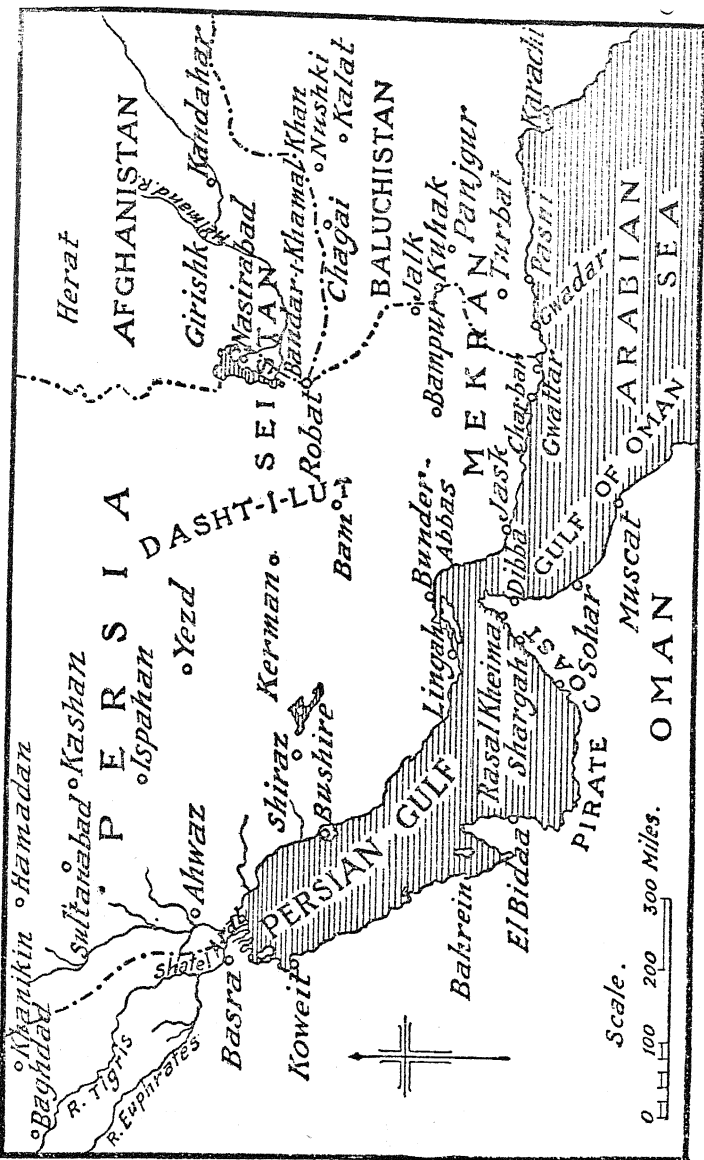 Khanikin
Baghdad
Hamadan
Sultanabad
Kashan
Ispahan
PERSIA
Yezd
Herat
AFGHANISTAN
Girishk
Kandahar
Helmand R.
Nasirabad
SEISTAN
Bandar-i-Khamal-Khan
Nushki
Kalat
Chagai
Robat
DASHT-I-LUT
Bam
Kerman
Shiraz
Bushire
Ahwaz
Shatel Arab
R. Tigris
R. Euphrates
Basra
Koweit
PERSIAN GULF
BALUCHISTAN
Jalk
Kuhak
Bampur
Panjgur
MEKRAN
Turbat
Bunder-
Abbas
Lingah
Jask
Charbar
Gwattar
Gwadar
Pasni
Karachi
Rasal Kheima
Shargah
Dibba
GULF OF OMAN
ARABIAN
SEA
Bahrein
El Bidaa
PIRATE COAST
Sohar
Muscat
OMAN
Scale.
0 100 200 300 Miles.